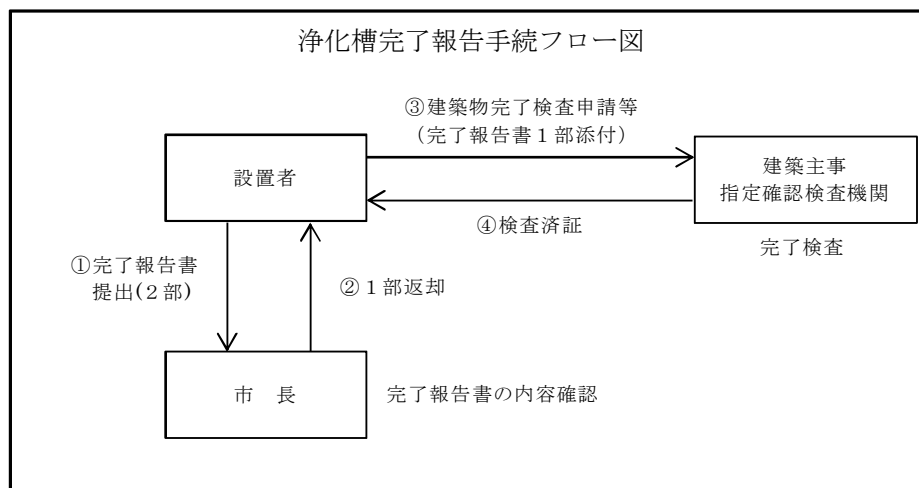 浄化槽完了報告手続フロー図
③建築物完了検査申請等
（完了報告書１部添付）
設置者
建築主事
指定確認検査機関
④検査済証
完了検査
①完了報告書
提出(２部)
②１部返却
市　長
完了報告書の内容確認